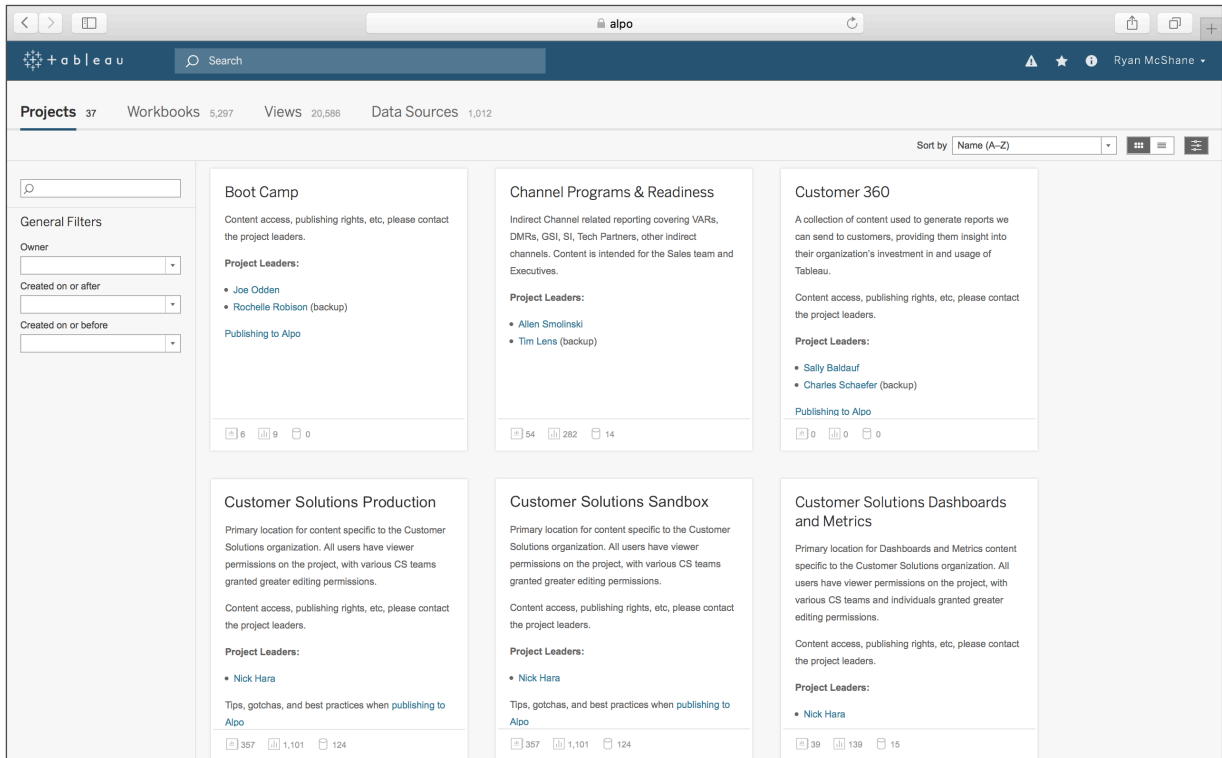 alpo
+ a b | e a u
Search
Ryan McShane
Projects 37 Workbooks 5,297 Views 20,586 Data Sources 1,012
Sort by Name (A–Z)
General Filters
Owner
Created on or after
Created on or before
Boot Camp
Content access, publishing rights, etc, please contact
the project leaders.
Project Leaders:
• Joe Odden
• Rochelle Robison (backup)
Publishing to Alpo
6 9 0
Channel Programs & Readiness
Indirect Channel related reporting covering VARs,
DMRs, GSI, SI, Tech Partners, other indirect
channels. Content is intended for the Sales team and
Executives.
Project Leaders:
• Allen Smolinski
• Tim Lens (backup)
54 282 14
Customer 360
A collection of content used to generate reports we
can send to customers, providing them insight into
their organization's investment in and usage of
Tableau.
Content access, publishing rights, etc, please contact
the project leaders.
Project Leaders:
• Sally Baldauf
• Charles Schaefer (backup)
Publishing to Alpo
0 0 0
Customer Solutions Production
Primary location for content specific to the Customer
Solutions organization. All users have viewer
permissions on the project, with various CS teams
granted greater editing permissions.
Content access, publishing rights, etc, please contact
the project leaders.
Project Leaders:
• Nick Hara
Tips, gotchas, and best practices when publishing to
Alpo
357 1,101 124
Customer Solutions Sandbox
Primary location for content specific to the Customer
Solutions organization. All users have viewer
permissions on the project, with various CS teams
granted greater editing permissions.
Content access, publishing rights, etc, please contact
the project leaders.
Project Leaders:
• Nick Hara
Tips, gotchas, and best practices when publishing to
Alpo
357 1,101 124
Customer Solutions Dashboards
and Metrics
Primary location for Dashboards and Metrics content
specific to the Customer Solutions organization. All
users have viewer permissions on the project, with
various CS teams and individuals granted greater
editing permissions.
Content access, publishing rights, etc, please contact
the project leaders.
Project Leaders:
• Nick Hara
39 139 15